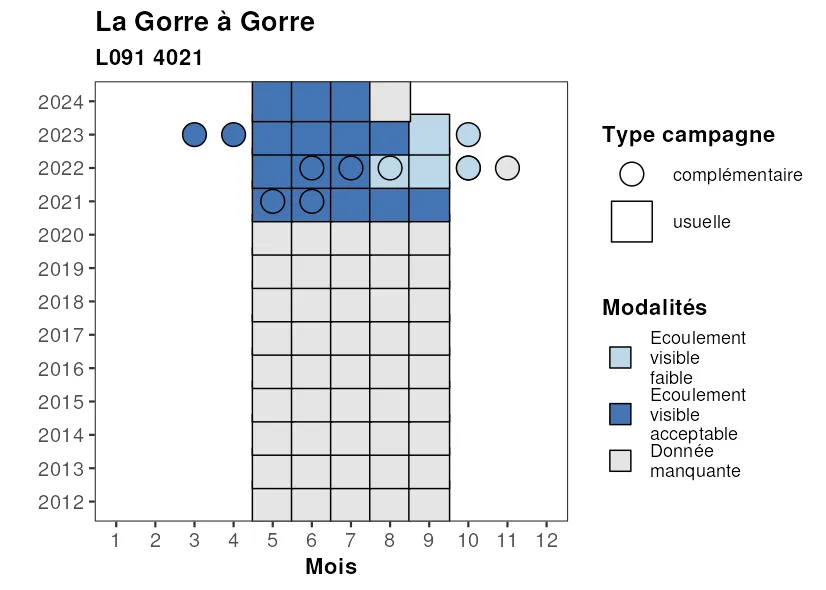 La Gorre à Gorre
L091 4021
2024
2023
2022
2021
2020
2019
2018
2017
2016
2015
2014
2013
2012
1 2 3 4 5 6 7 8 9 10 11 12
Mois
Type campagne
complémentaire
usuelle
Modalités
Ecoulement
visible
faible
Ecoulement
visible
acceptable
Donnée
manquante